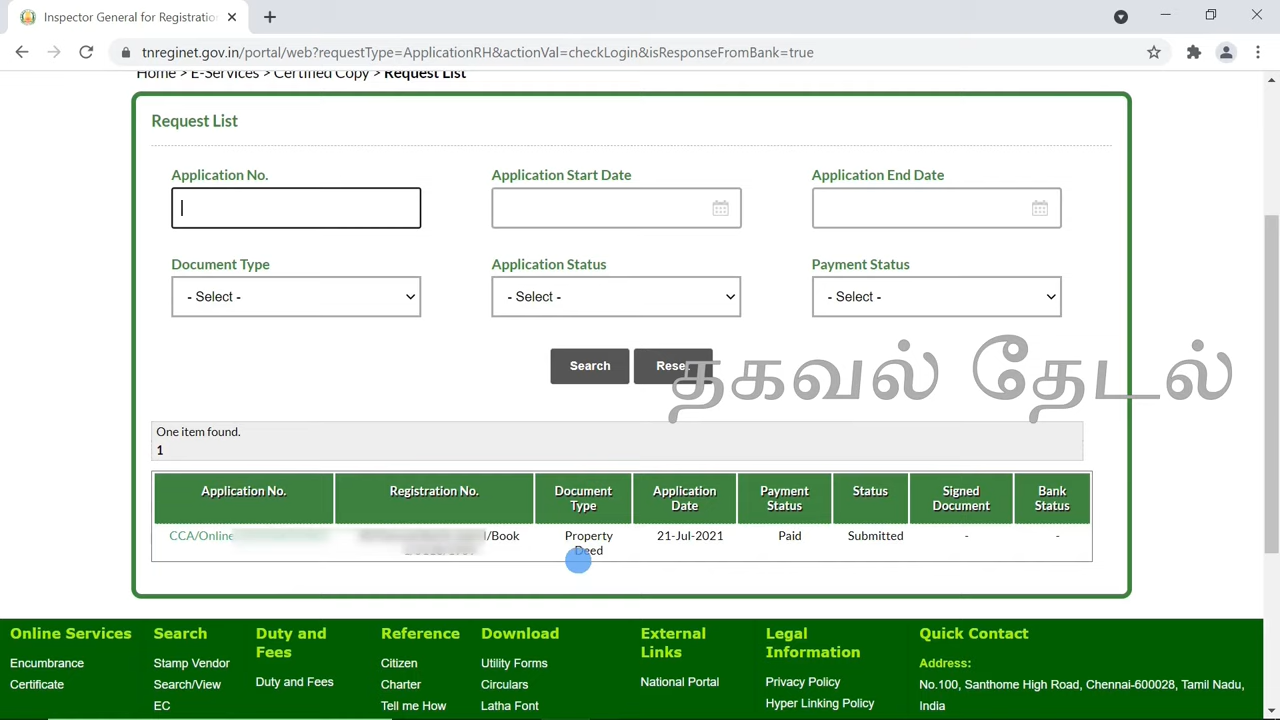 Inspector General for Registratio
tnreginet.gov.in/portal/web?requestType=ApplicationRH&actionVal=checkLogin&isResponseFromBank=true
Home > E-Services > Certified Copy > Request List
Request List
Application No.
Application Start Date
Application End Date
Document Type
Application Status
Payment Status
- Select -
- Select -
- Select -
Search
Reset
தகவல் தேடல்
One item found.
1
Application No.
Registration No.
Document Type
Application Date
Payment Status
Status
Signed Document
Bank Status
CCA/Online
/Book
Property Deed
21-Jul-2021
Paid
Submitted
-
-
Online Services
Encumbrance
Certificate
Search
Stamp Vendor
Search/View
EC
Duty and
Fees
Duty and Fees
Reference
Citizen
Charter
Tell me How
Download
Utility Forms
Circulars
Latha Font
External
Links
National Portal
Legal
Information
Privacy Policy
Hyper Linking Policy
Quick Contact
Address:
No.100, Santhome High Road, Chennai-600028, Tamil Nadu,
India